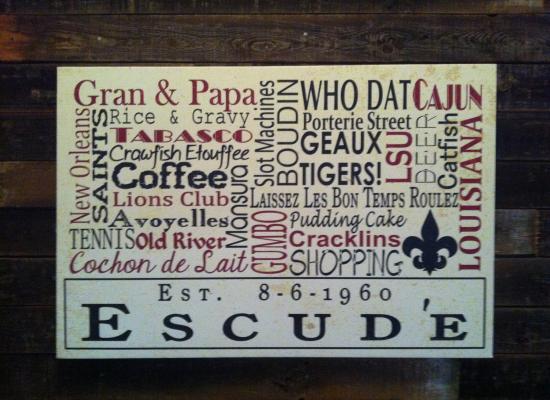 Gran & Papa
New Orleans
SAINTS
Rice & Gravy
TABASCO
Crawfish Etouffee
Coffee
Lions Club
Avoyelles
TENNIS Old River
Cochon de Lait
Mansura
Slot Machines
GUMBO
BOUDIN
WHO DAT
CAJUN
Porterie Street
GEAUX
TIGERS!
LSU
DEER
Catfish
LOUISIANA
LAISSEZ LES BON TEMPS ROULEZ
Pudding Cake
Cracklins
SHOPPING
EST. 8-6-1960
ESCUD'E